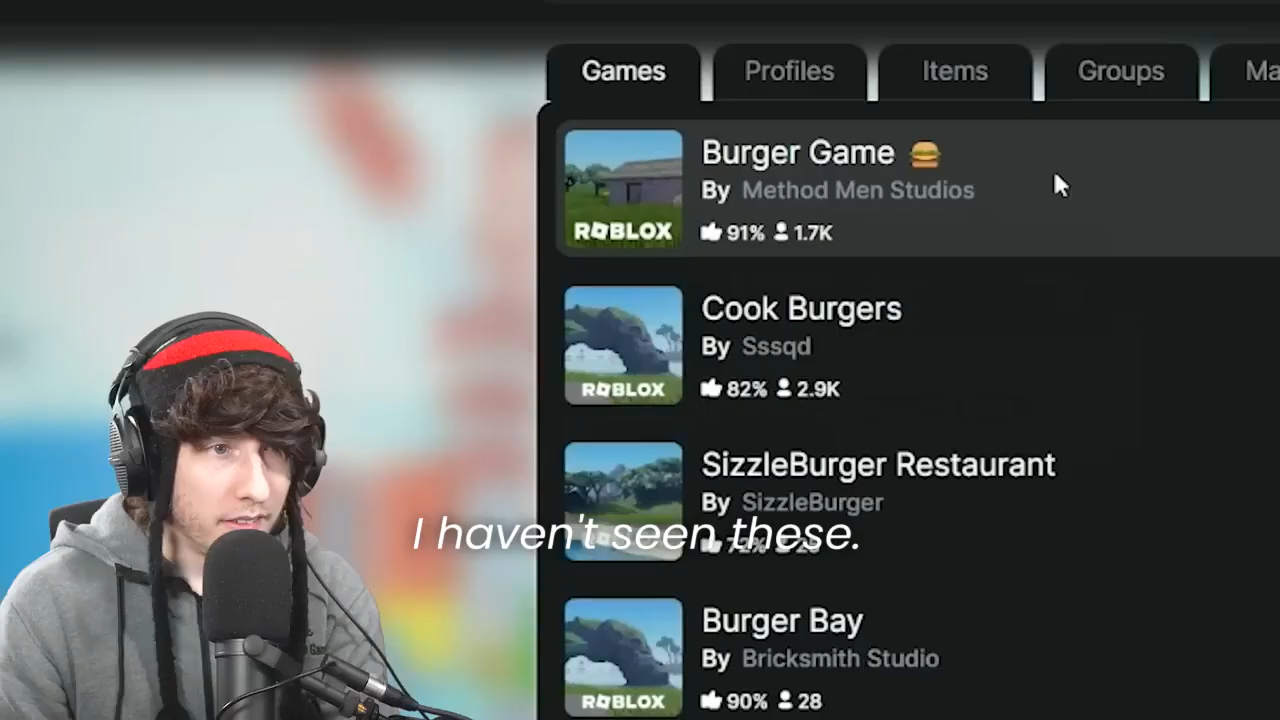 Games
Profiles
Items
Groups
Ma
Burger Game 🍔
By Method Men Studios
91% 1.7K
ROBLOX
Cook Burgers
By Sssqd
82% 2.9K
ROBLOX
SizzleBurger Restaurant
By SizzleBurger
I haven't seen these.
Burger Bay
By Bricksmith Studio
90% 28
ROBLOX